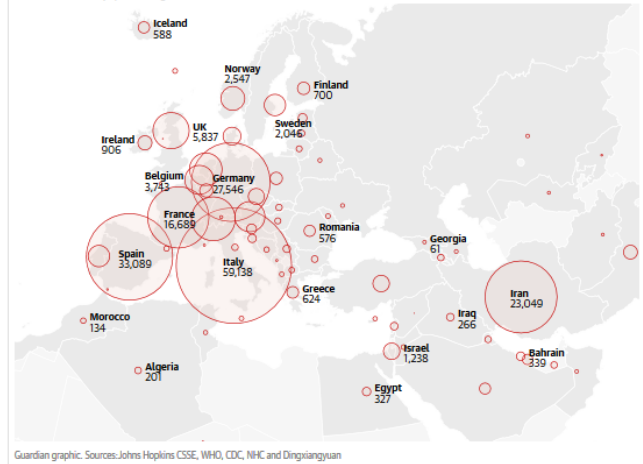 Iceland
588
Norway
2,547
Finland
700
UK
5,837
Sweden
2,046
Ireland
906
Belgium
3,743
Germany
27,546
France
16,689
Romania
576
Georgia
61
Spain
33,089
Italy
59,138
Iran
23,049
Greece
624
Morocco
134
Iraq
266
Israel
1,238
Bahrain
339
Algeria
201
Egypt
327
Guardian graphic. Sources:Johns Hopkins CSSE, WHO, CDC, NHC and Dingxiangyuan